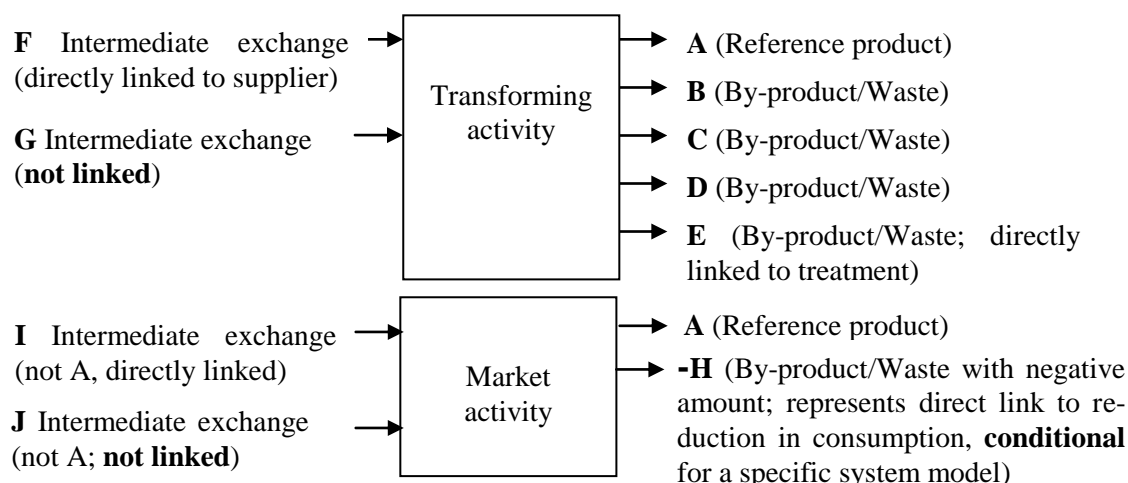 F Intermediate exchange
(directly linked to supplier)
G Intermediate exchange
(not linked)
Transforming
activity
A (Reference product)
B (By-product/Waste)
C (By-product/Waste)
D (By-product/Waste)
E (By-product/Waste; directly
linked to treatment)
I Intermediate exchange
(not A, directly linked)
J Intermediate exchange
(not A; not linked)
Market
activity
A (Reference product)
-H (By-product/Waste with negative
amount; represents direct link to re-
duction in consumption, conditional
for a specific system model)